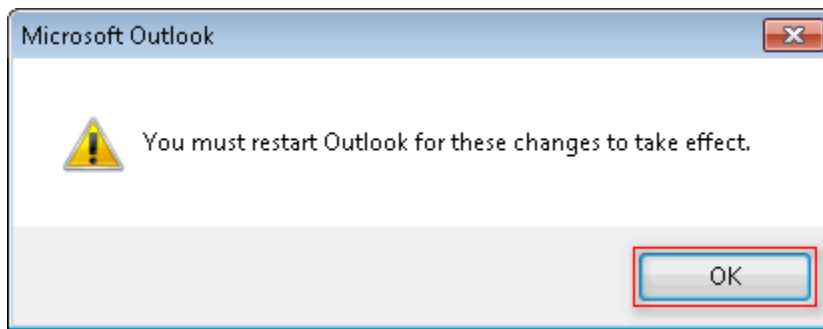 Microsoft Outlook
You must restart Outlook for these changes to take effect.
OK